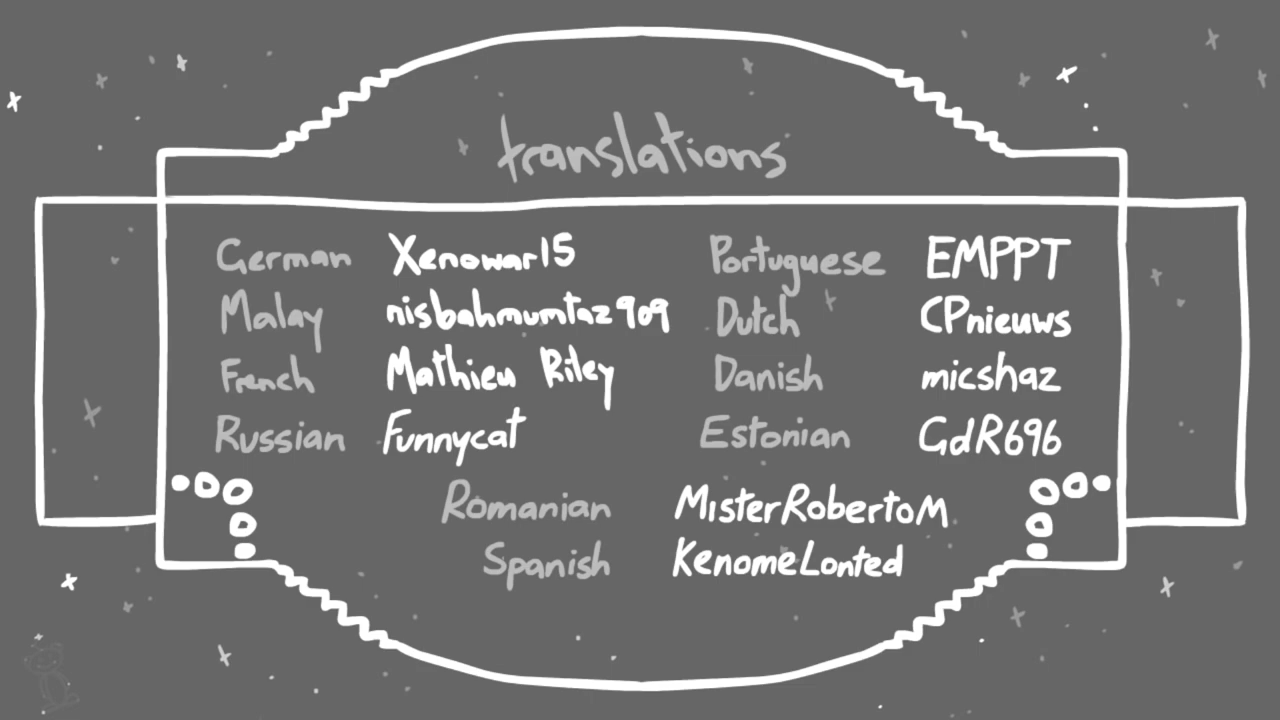 translations
German Xenowar15 Portuguese EMPPT
Malay nisbahmumtaz909 Dutch CPnieuws
French Mathieu Riley Danish micshaz
Russian Funnycat Estonian GdR696
Romanian MisterRobertoM
Spanish KenomeLonted